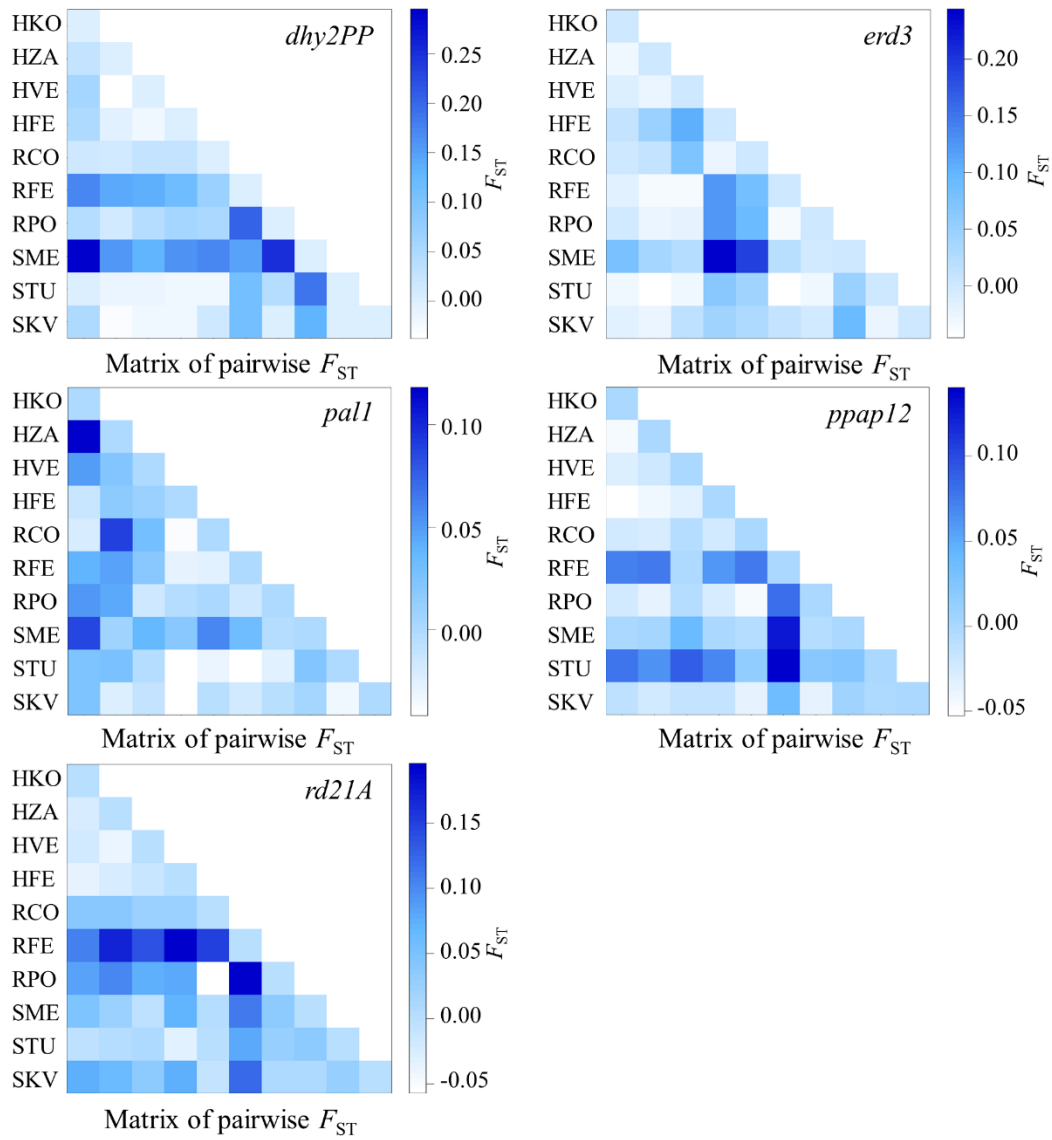 dhy2PP
HKO
HZA
HVE
HFE
RCO
RFE
RPO
SME
STU
SKV
0.25
0.20
0.15
0.10
0.05
0.00
FST
Matrix of pairwise FST
erd3
HKO
HZA
HVE
HFE
RCO
RFE
RPO
SME
STU
SKV
0.20
0.15
0.10
0.05
0.00
FST
Matrix of pairwise FST
pal1
HKO
HZA
HVE
HFE
RCO
RFE
RPO
SME
STU
SKV
0.10
0.05
0.00
FST
Matrix of pairwise FST
ppap12
HKO
HZA
HVE
HFE
RCO
RFE
RPO
SME
STU
SKV
0.10
0.05
0.00
-0.05
FST
Matrix of pairwise FST
rd21A
HKO
HZA
HVE
HFE
RCO
RFE
RPO
SME
STU
SKV
0.15
0.10
0.05
0.00
-0.05
FST
Matrix of pairwise FST